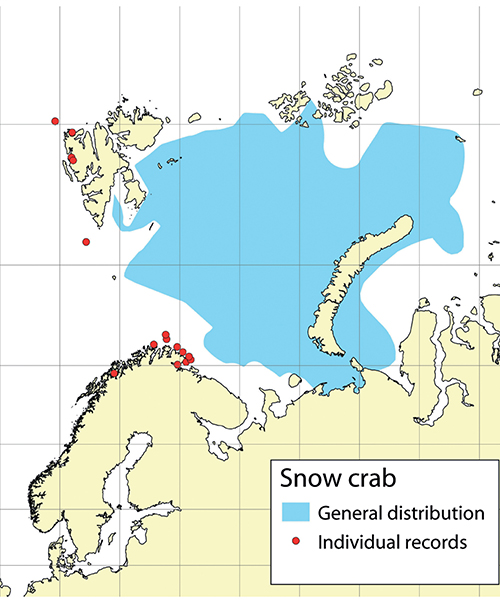 Snow crab
General distribution
Individual records